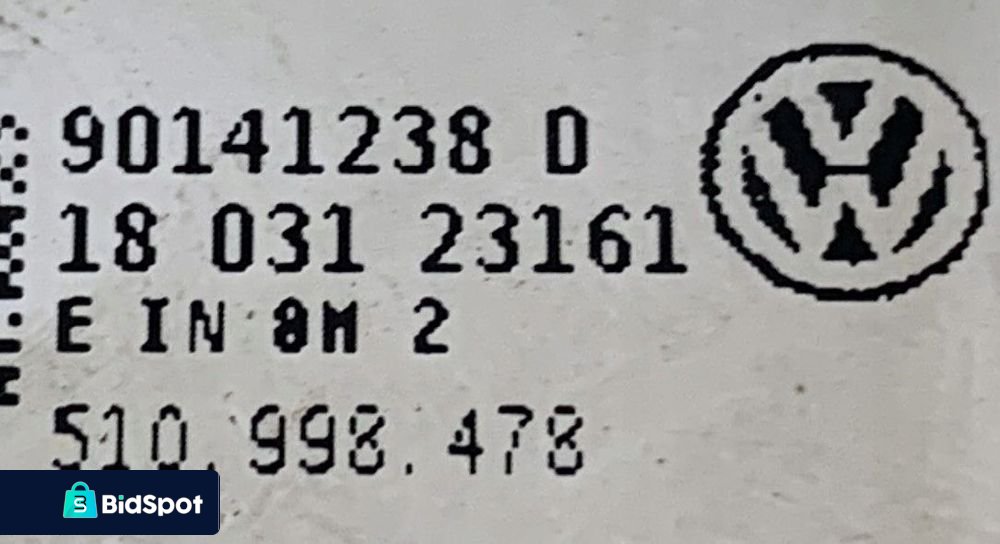 90141238 D
18 031 23161
E IN 8M 2
510.998.478
BidSpot